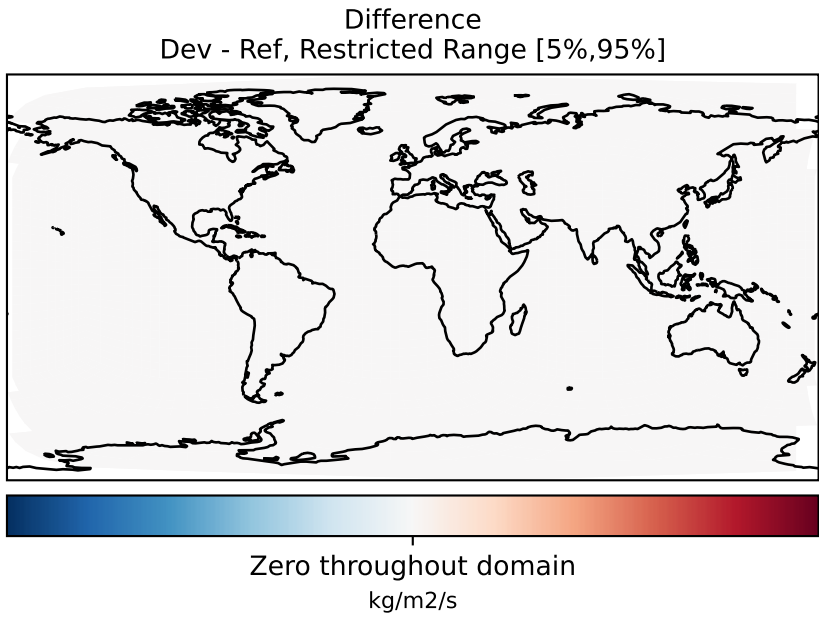 Difference
Dev - Ref, Restricted Range [5%,95%]
Zero throughout domain
kg/m2/s